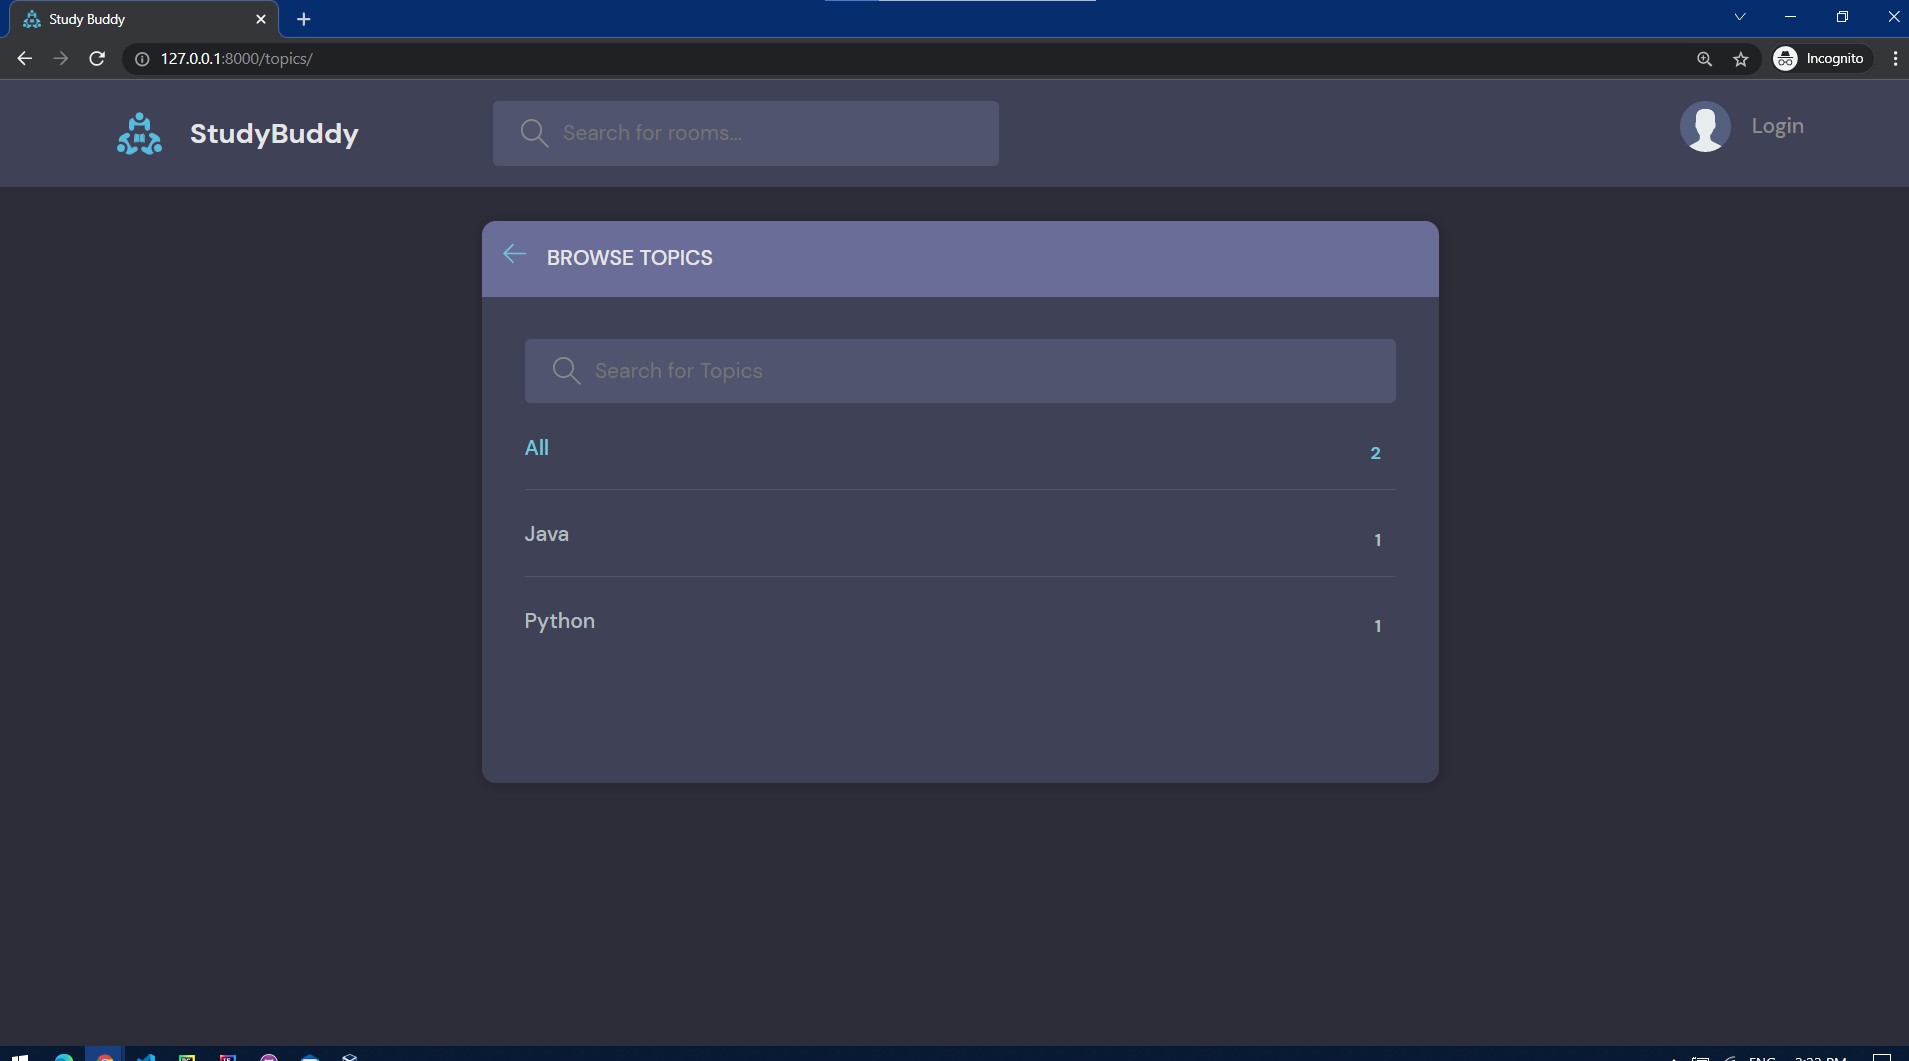 Study Buddy
127.0.0.1:8000/topics/
Incognito
StudyBuddy
Search for rooms...
Login
BROWSE TOPICS
Search for Topics
All 2
Java 1
Python 1
ENG